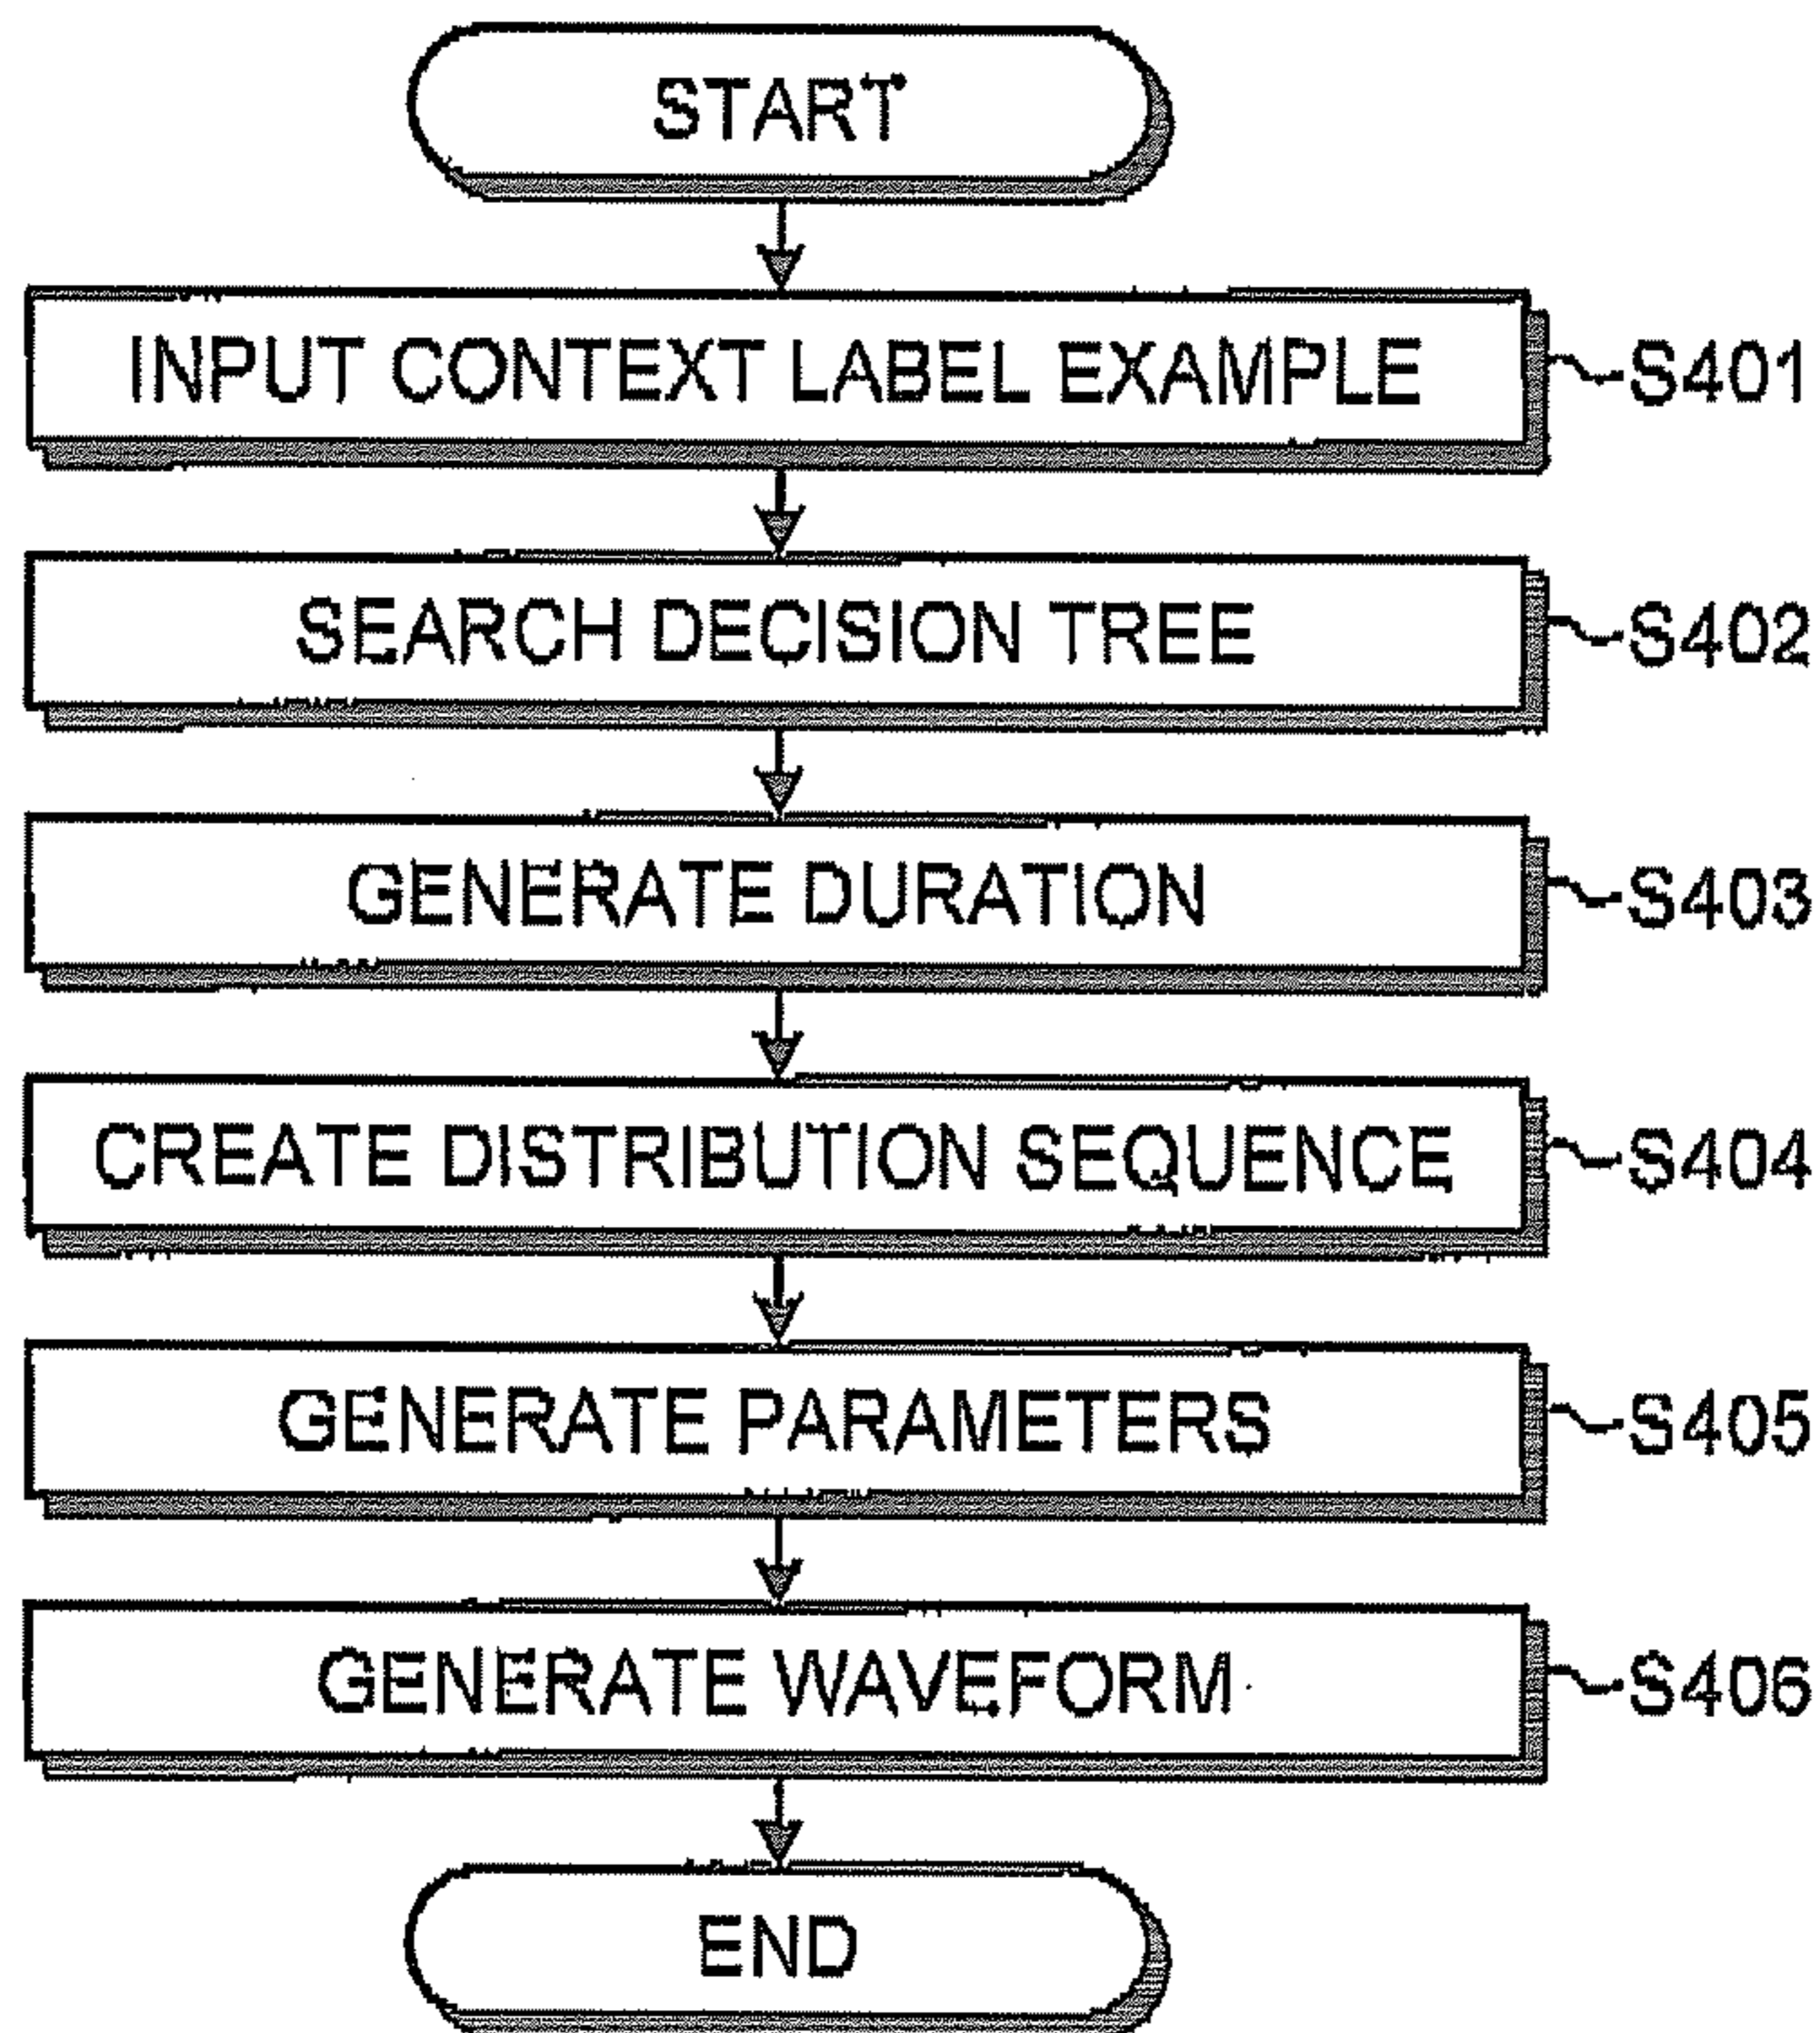 START
INPUT CONTEXT LABEL EXAMPLE S401
SEARCH DECISION TREE S402
GENERATE DURATION S403
CREATE DISTRIBUTION SEQUENCE S404
GENERATE PARAMETERS S405
GENERATE WAVEFORM S406
END